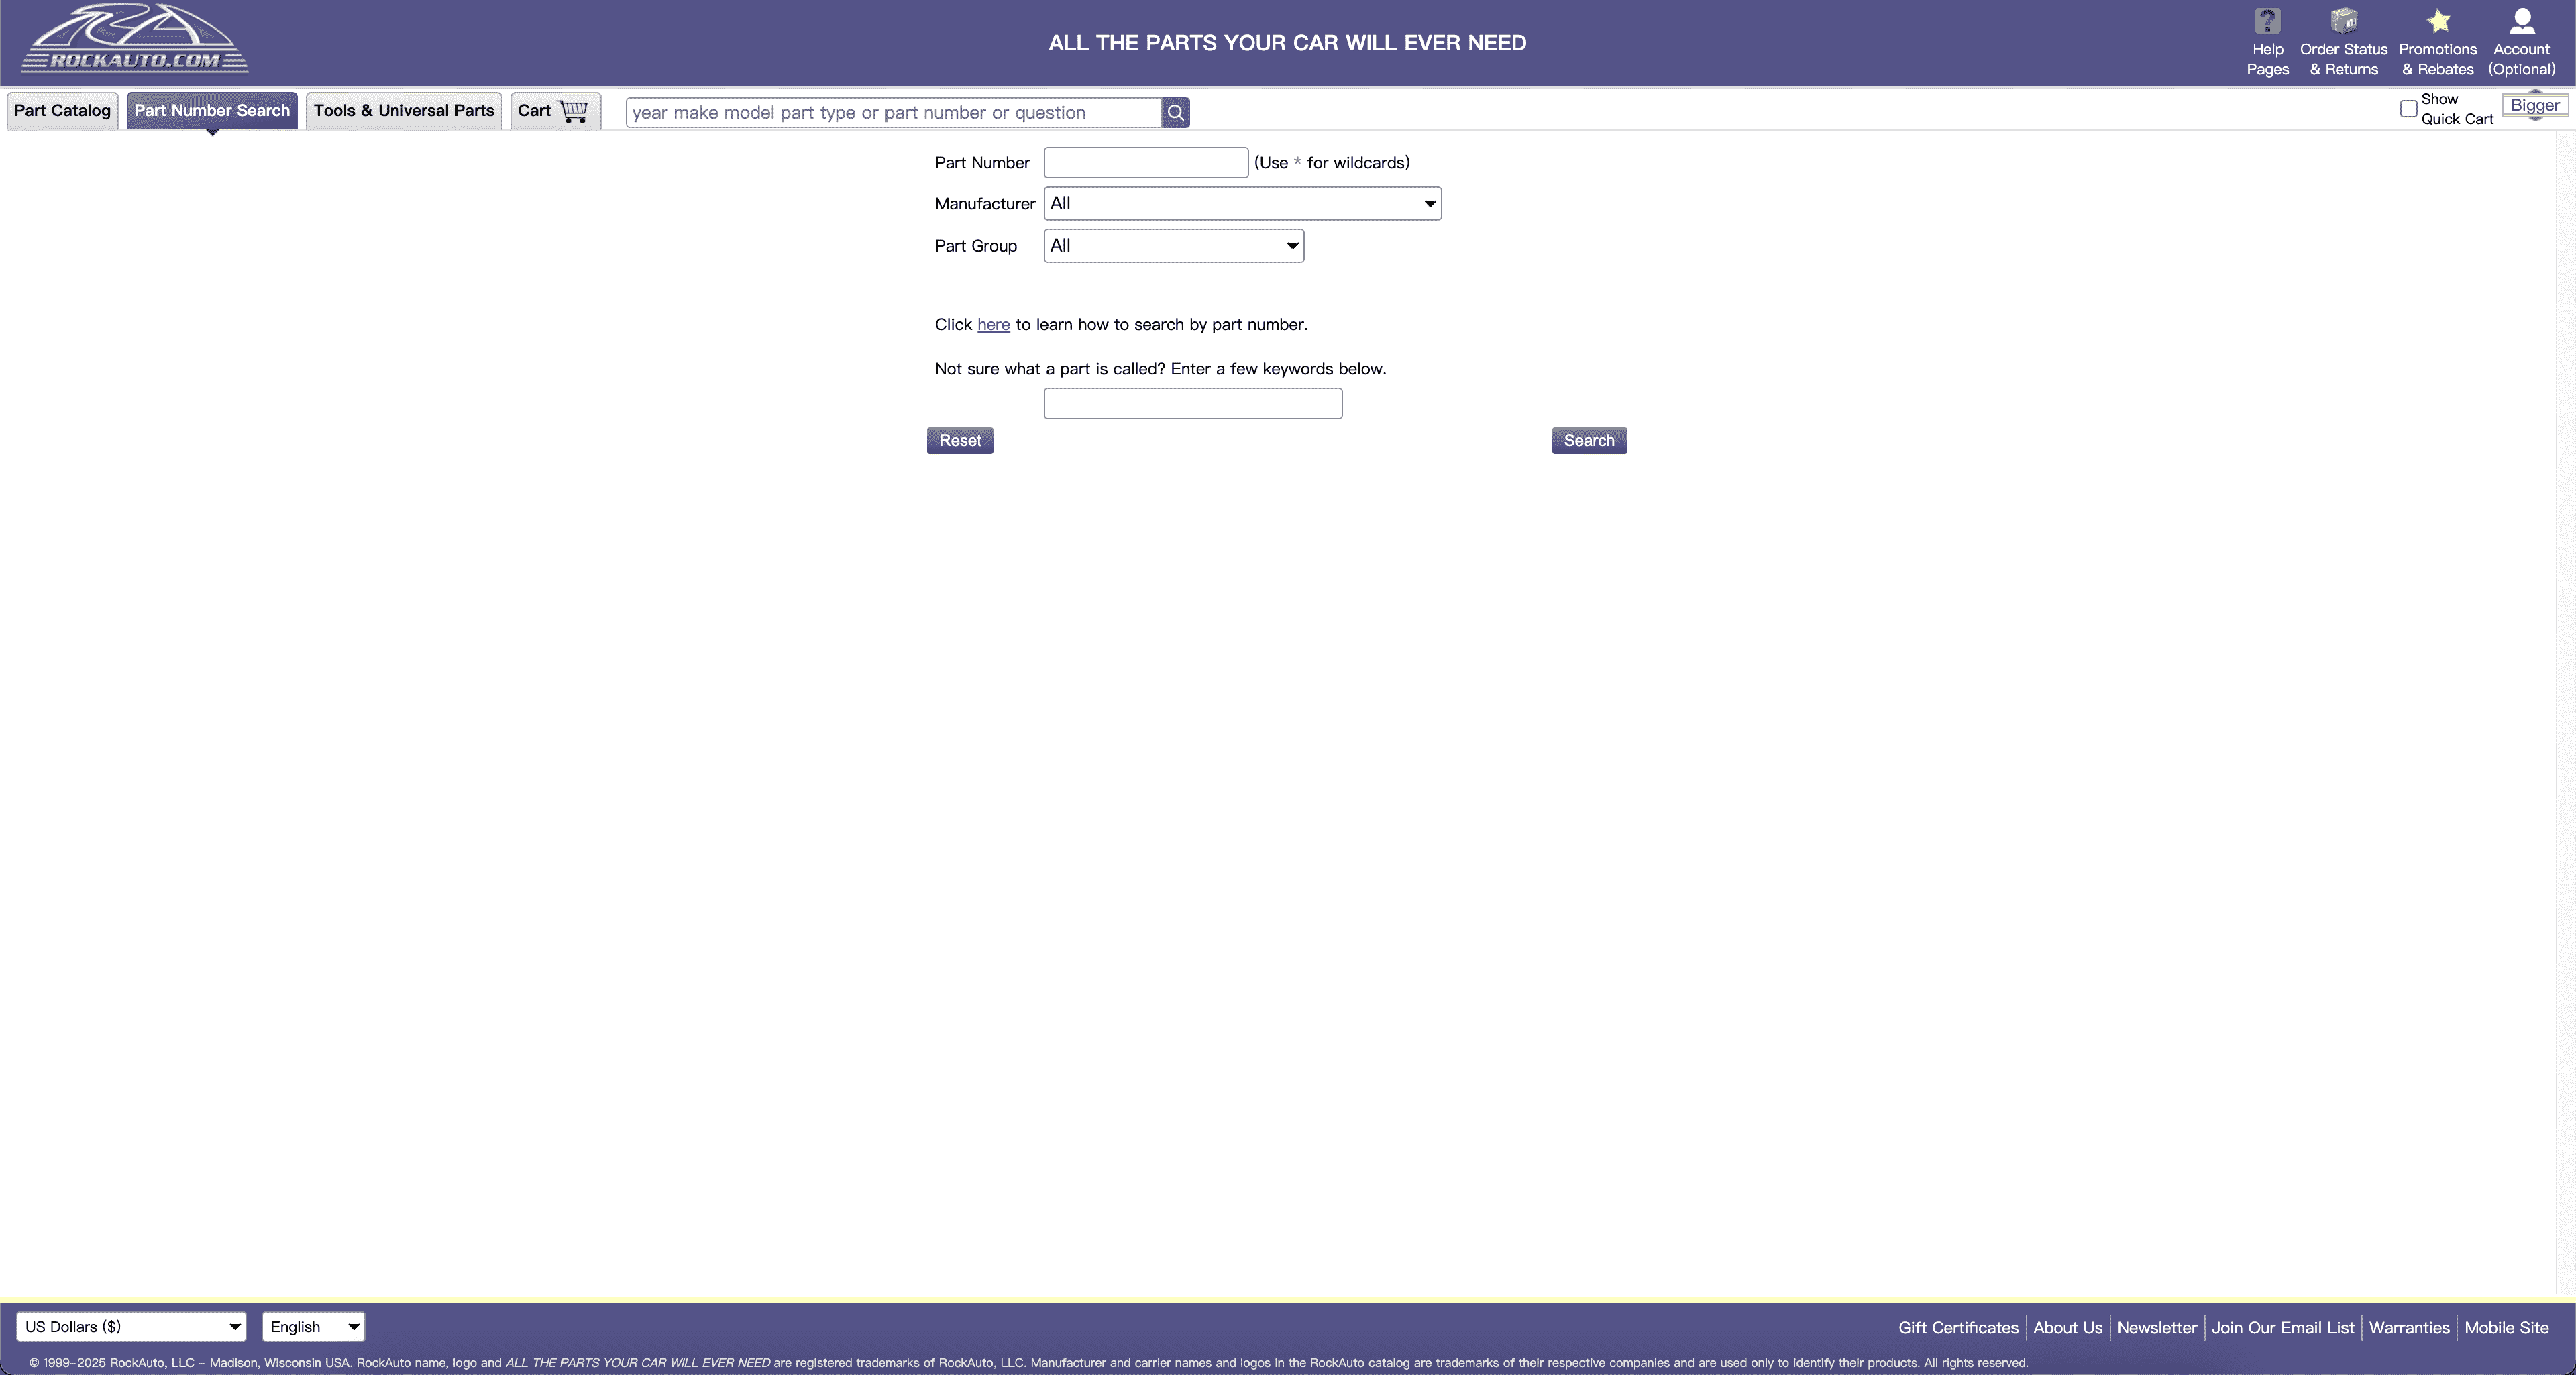 ROCKAUTO.COM
ALL THE PARTS YOUR CAR WILL EVER NEED
Help Pages
Order Status & Returns
Promotions & Rebates
Account (Optional)
Part Catalog
Part Number Search
Tools & Universal Parts
Cart
year make model part type or part number or question
Show Quick Cart
Bigger
Part Number (Use * for wildcards)
Manufacturer All
Part Group All
Click here to learn how to search by part number.
Not sure what a part is called? Enter a few keywords below.
Reset Search
US Dollars ($) English
Gift Certificates About Us Newsletter Join Our Email List Warranties Mobile Site
© 1999-2025 RockAuto, LLC - Madison, Wisconsin USA. RockAuto name, logo and ALL THE PARTS YOUR CAR WILL EVER NEED are registered trademarks of RockAuto, LLC. Manufacturer and carrier names and logos in the RockAuto catalog are trademarks of their respective companies and are used only to identify their products. All rights reserved.